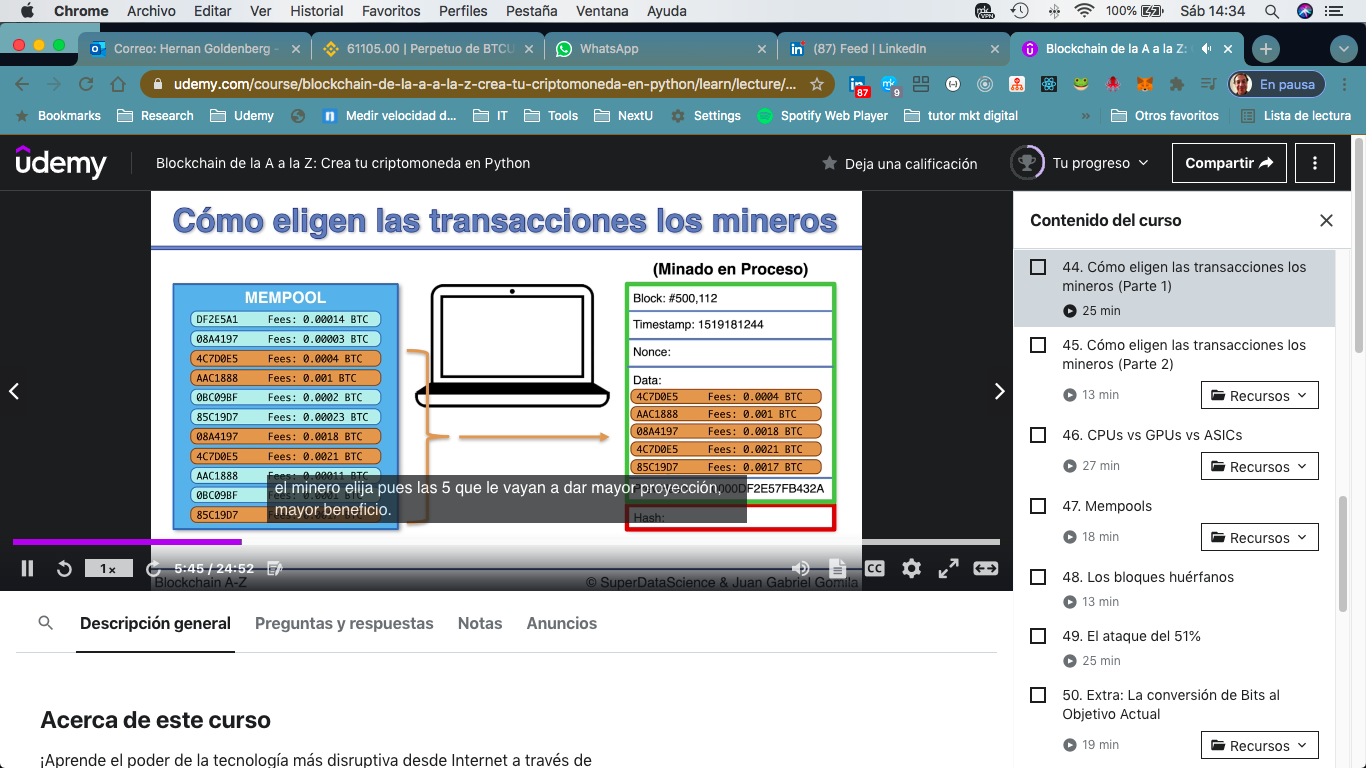 Chrome Archivo Editar Ver Historial Favoritos Perfiles Pestaña Ventana Ayuda 100% Sáb 14:34
Correo: Hernan Goldenberg - 61105.00 | Perpetuo de BTCU WhatsApp (87) Feed | LinkedIn Blockchain de la A a la Z:
udemy.com/course/blockchain-de-la-a-a-la-z-crea-tu-criptomoneda-en-python/learn/lecture/... 87 9 En pausa
Bookmarks Research Udemy Medir velocidad d... IT Tools NextU Settings Spotify Web Player tutor mkt digital » Otros favoritos Lista de lectura
udemy Blockchain de la A a la Z: Crea tu criptomoneda en Python Deja una calificación Tu progreso Compartir
Cómo eligen las transacciones los mineros
MEMPOOL
DF2E5A1 Fees: 0.00014 BTC
08A4197 Fees: 0.00003 BTC
4C7D0E5 Fees: 0.0004 BTC
AAC1888 Fees: 0.001 BTC
0BC09BF Fees: 0.0002 BTC
85C19D7 Fees: 0.00023 BTC
08A4197 Fees: 0.0018 BTC
4C7D0E5 Fees: 0.0021 BTC
AAC1888 Fees: 0.00011 BTC
0BC09BF
85C19D7
(Minado en Proceso)
Block: #500,112
Timestamp: 1519181244
Nonce:
Data:
4C7D0E5 Fees: 0.0004 BTC
AAC1888 Fees: 0.001 BTC
08A4197 Fees: 0.0018 BTC
4C7D0E5 Fees: 0.0021 BTC
85C19D7 Fees: 0.0017 BTC
000DF2E57FB432A
Hash:
el minero elija pues las 5 que le vayan a dar mayor proyección,
mayor beneficio.
1x 5:45 / 24:52 CC
Blockchain A-Z © SuperDataScience & Juan Gabriel Gomila
Descripción general Preguntas y respuestas Notas Anuncios
Acerca de este curso
¡Aprende el poder de la tecnología más disruptiva desde Internet a través de
Contenido del curso
44. Cómo eligen las transacciones los
mineros (Parte 1)
25 min
45. Cómo eligen las transacciones los
mineros (Parte 2)
13 min Recursos
46. CPUs vs GPUs vs ASICs
27 min Recursos
47. Mempools
18 min Recursos
48. Los bloques huérfanos
13 min
49. El ataque del 51%
25 min
50. Extra: La conversión de Bits al
Objetivo Actual
19 min Recursos